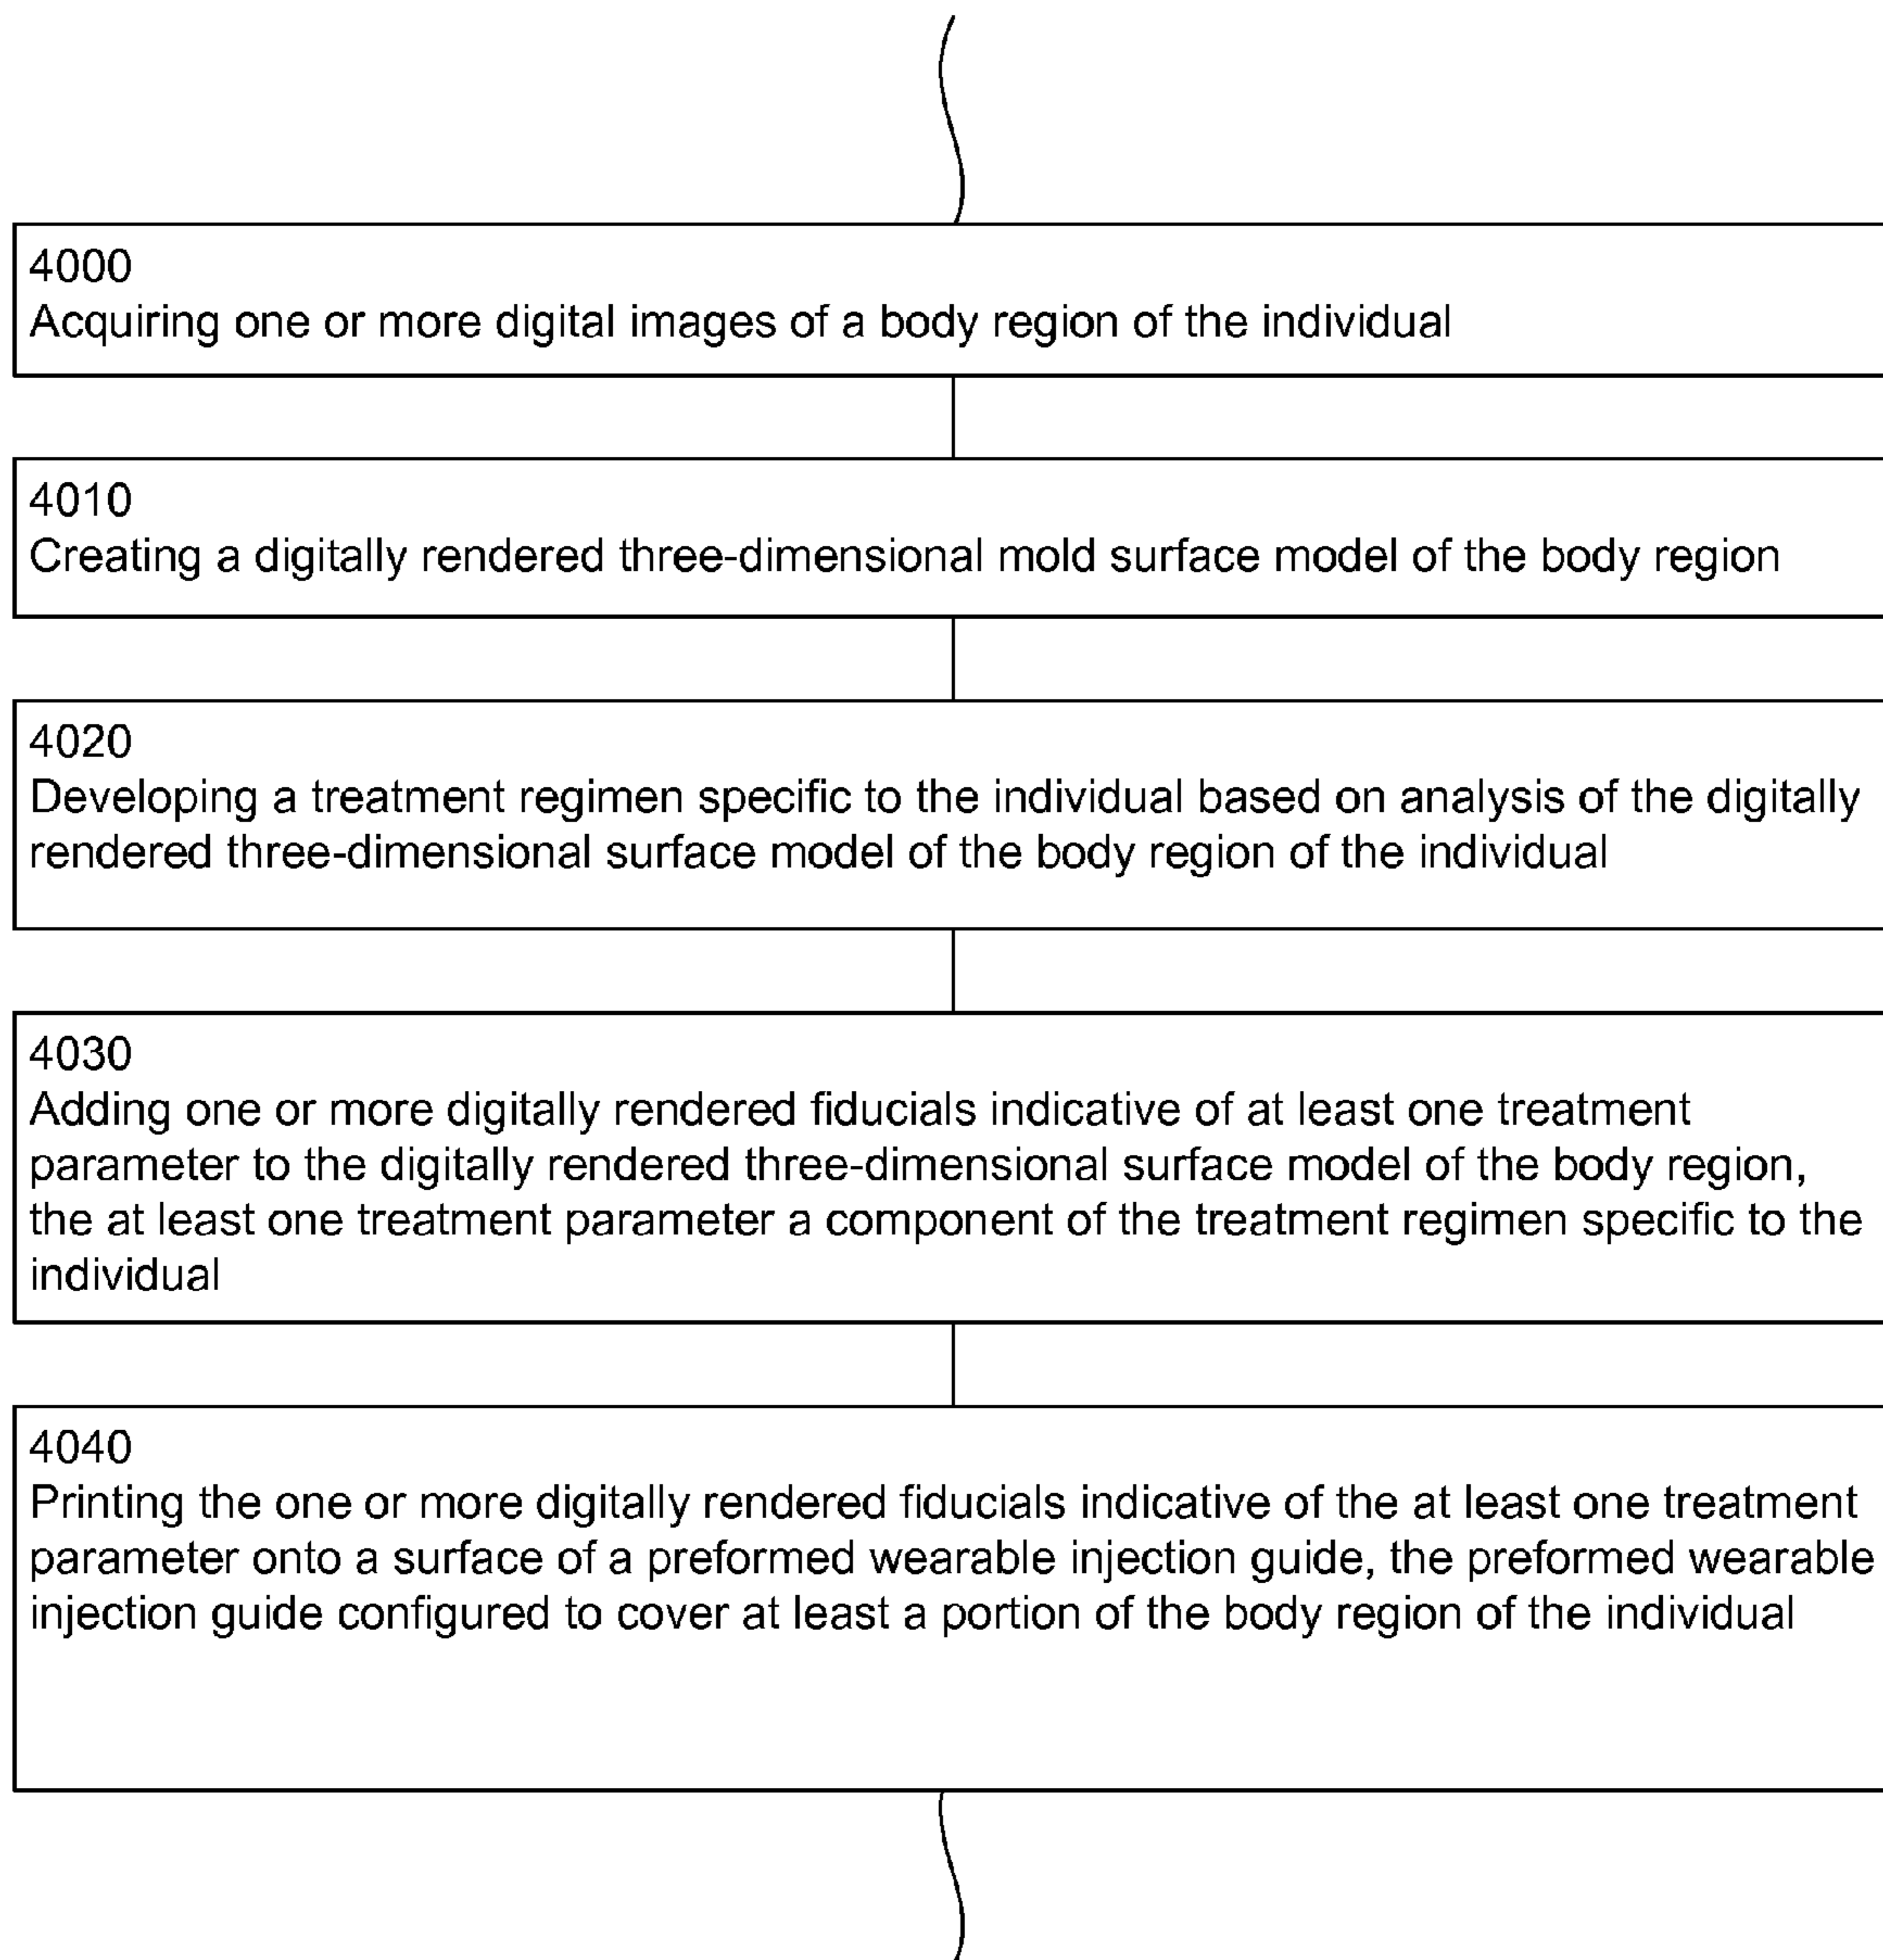 4000
Acquiring one or more digital images of a body region of the individual
4010
Creating a digitally rendered three-dimensional mold surface model of the body region
4020
Developing a treatment regimen specific to the individual based on analysis of the digitally
rendered three-dimensional surface model of the body region of the individual
4030
Adding one or more digitally rendered fiducials indicative of at least one treatment
parameter to the digitally rendered three-dimensional surface model of the body region,
the at least one treatment parameter a component of the treatment regimen specific to the
individual
4040
Printing the one or more digitally rendered fiducials indicative of the at least one treatment
parameter onto a surface of a preformed wearable injection guide, the preformed wearable
injection guide configured to cover at least a portion of the body region of the individual